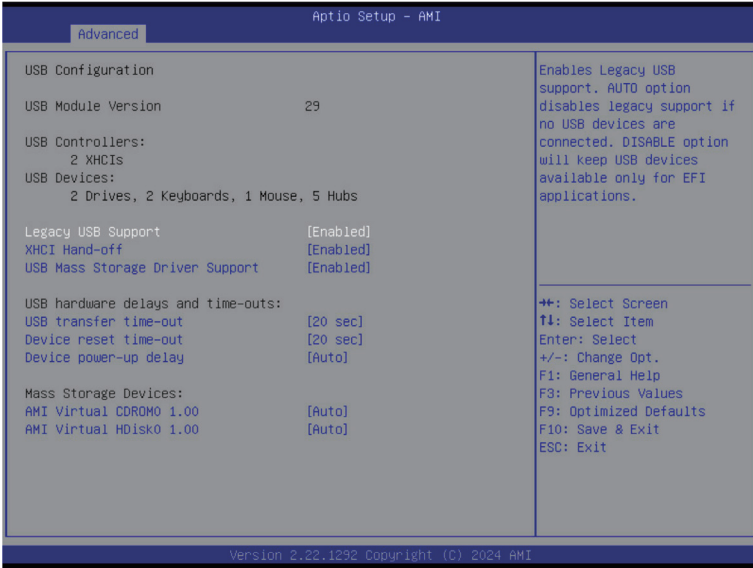 Aptio Setup - AMI
Advanced
USB Configuration
USB Module Version 29
USB Controllers:
2 XHCIs
USB Devices:
2 Drives, 2 Keyboards, 1 Mouse, 5 Hubs
Legacy USB Support [Enabled]
XHCI Hand-off [Enabled]
USB Mass Storage Driver Support [Enabled]
USB hardware delays and time-outs:
USB transfer time-out [20 sec]
Device reset time-out [20 sec]
Device power-up delay [Auto]
Mass Storage Devices:
AMI Virtual CDROM0 1.00 [Auto]
AMI Virtual HDisk0 1.00 [Auto]
Enables Legacy USB
support. AUTO option
disables legacy support if
no USB devices are
connected. DISABLE option
will keep USB devices
available only for EFI
applications.
→←: Select Screen
↑↓: Select Item
Enter: Select
+/-: Change Opt.
F1: General Help
F3: Previous Values
F9: Optimized Defaults
F10: Save & Exit
ESC: Exit
Version 2.22.1292 Copyright (C) 2024 AMI